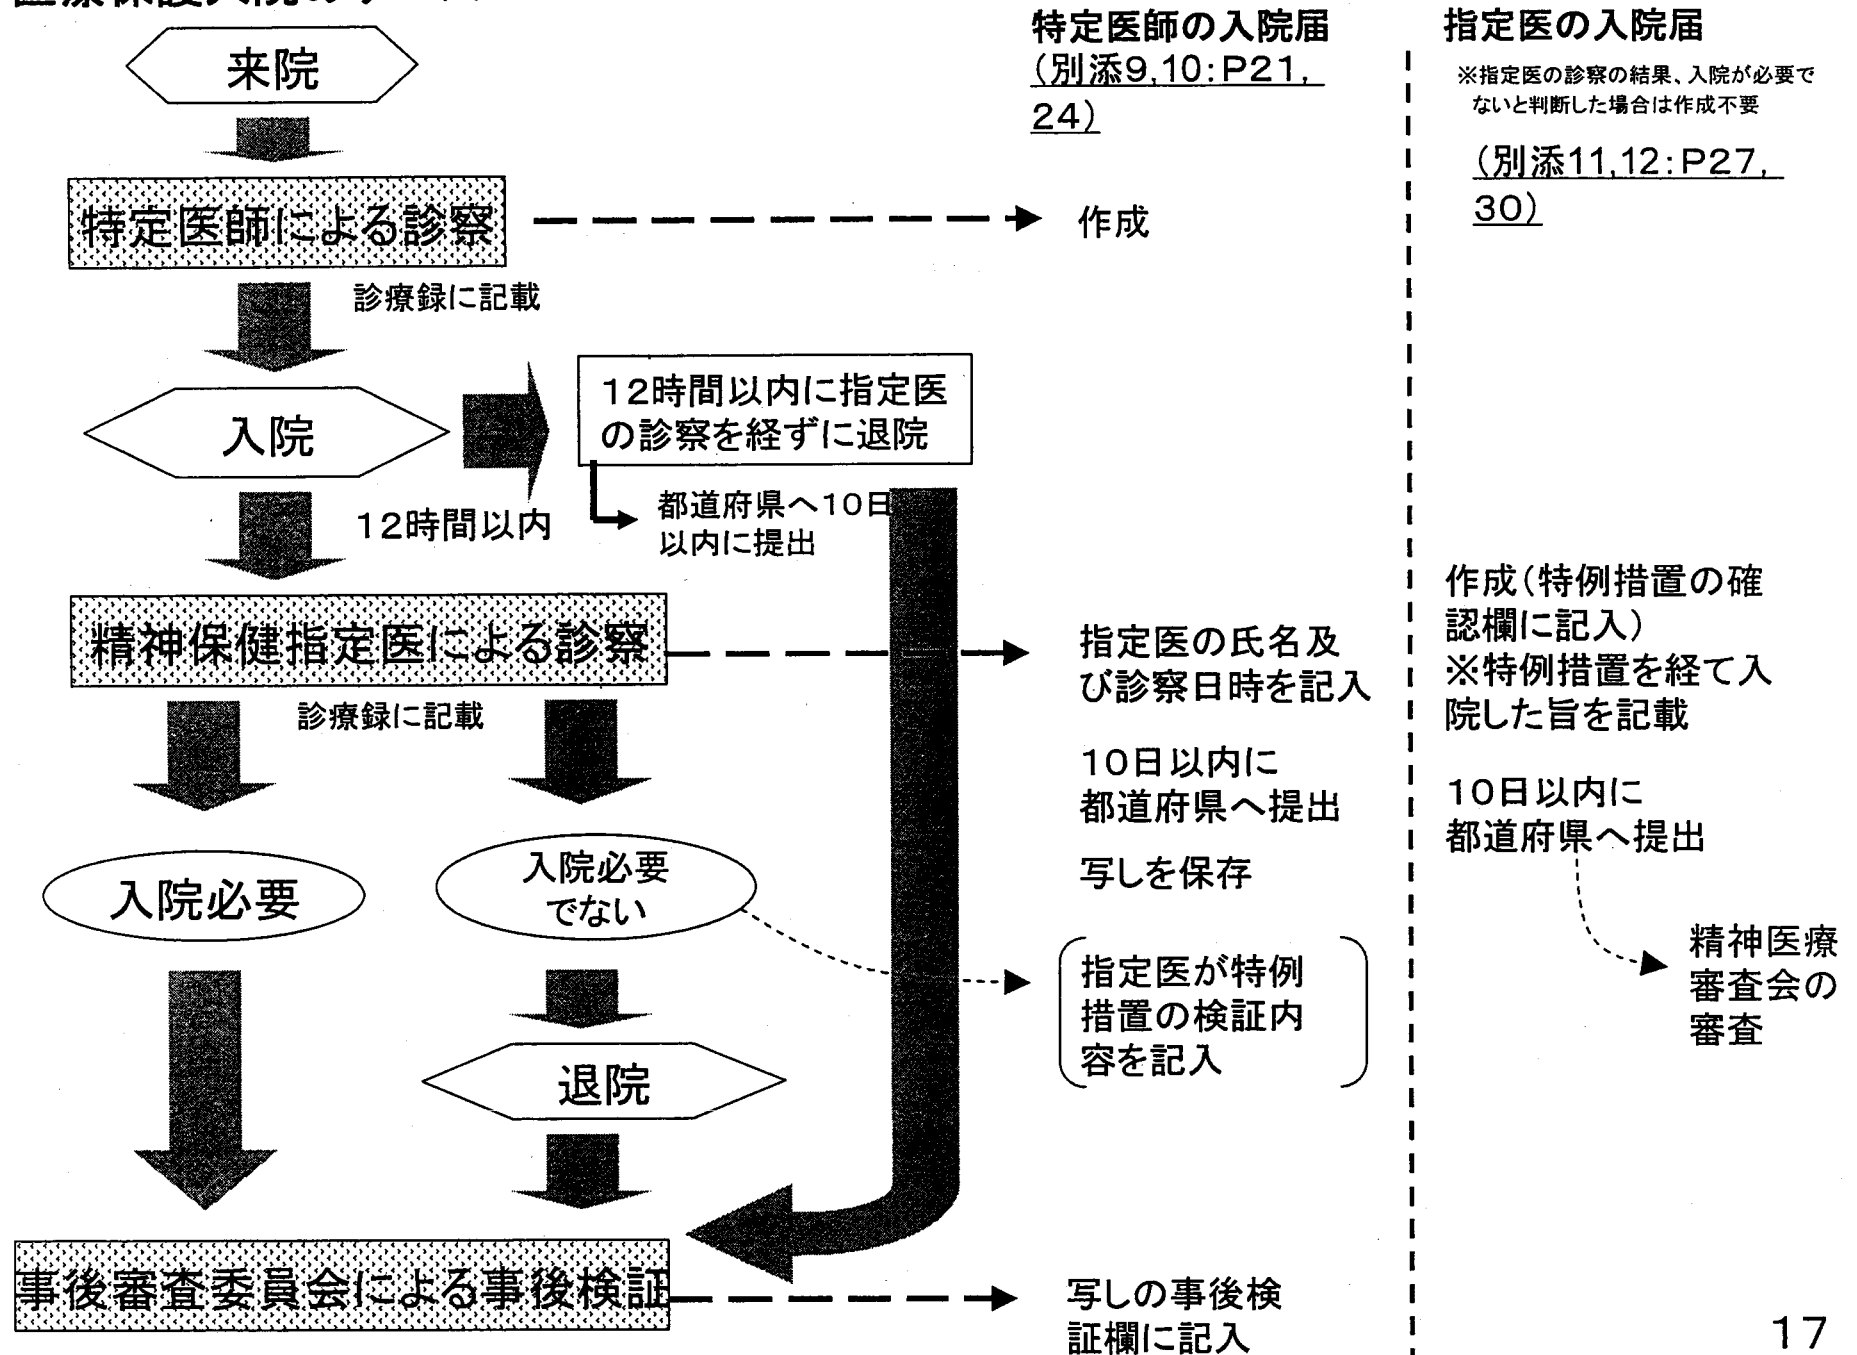 来院
特定医師による診察
診療録に記載
入院
12時間以内に指定医
の診察を経ずに退院
都道府県へ10日
以内に提出
12時間以内
精神保健指定医による診察
診療録に記載
入院必要
入院必要
でない
退院
事後審査委員会による事後検証
特定医師の入院届
(別添9,10:P21,
24)
作成
指定医の氏名及
び診察日時を記入
10日以内に
都道府県へ提出
写しを保存
指定医が特例
措置の検証内
容を記入
写しの事後検
証欄に記入
指定医の入院届
※指定医の診察の結果、入院が必要で
ないと判断した場合は作成不要
(別添11,12:P27,
30)
作成(特例措置の確
認欄に記入)
※特例措置を経て入
院した旨を記載
10日以内に
都道府県へ提出
精神医療
審査会の
審査
17